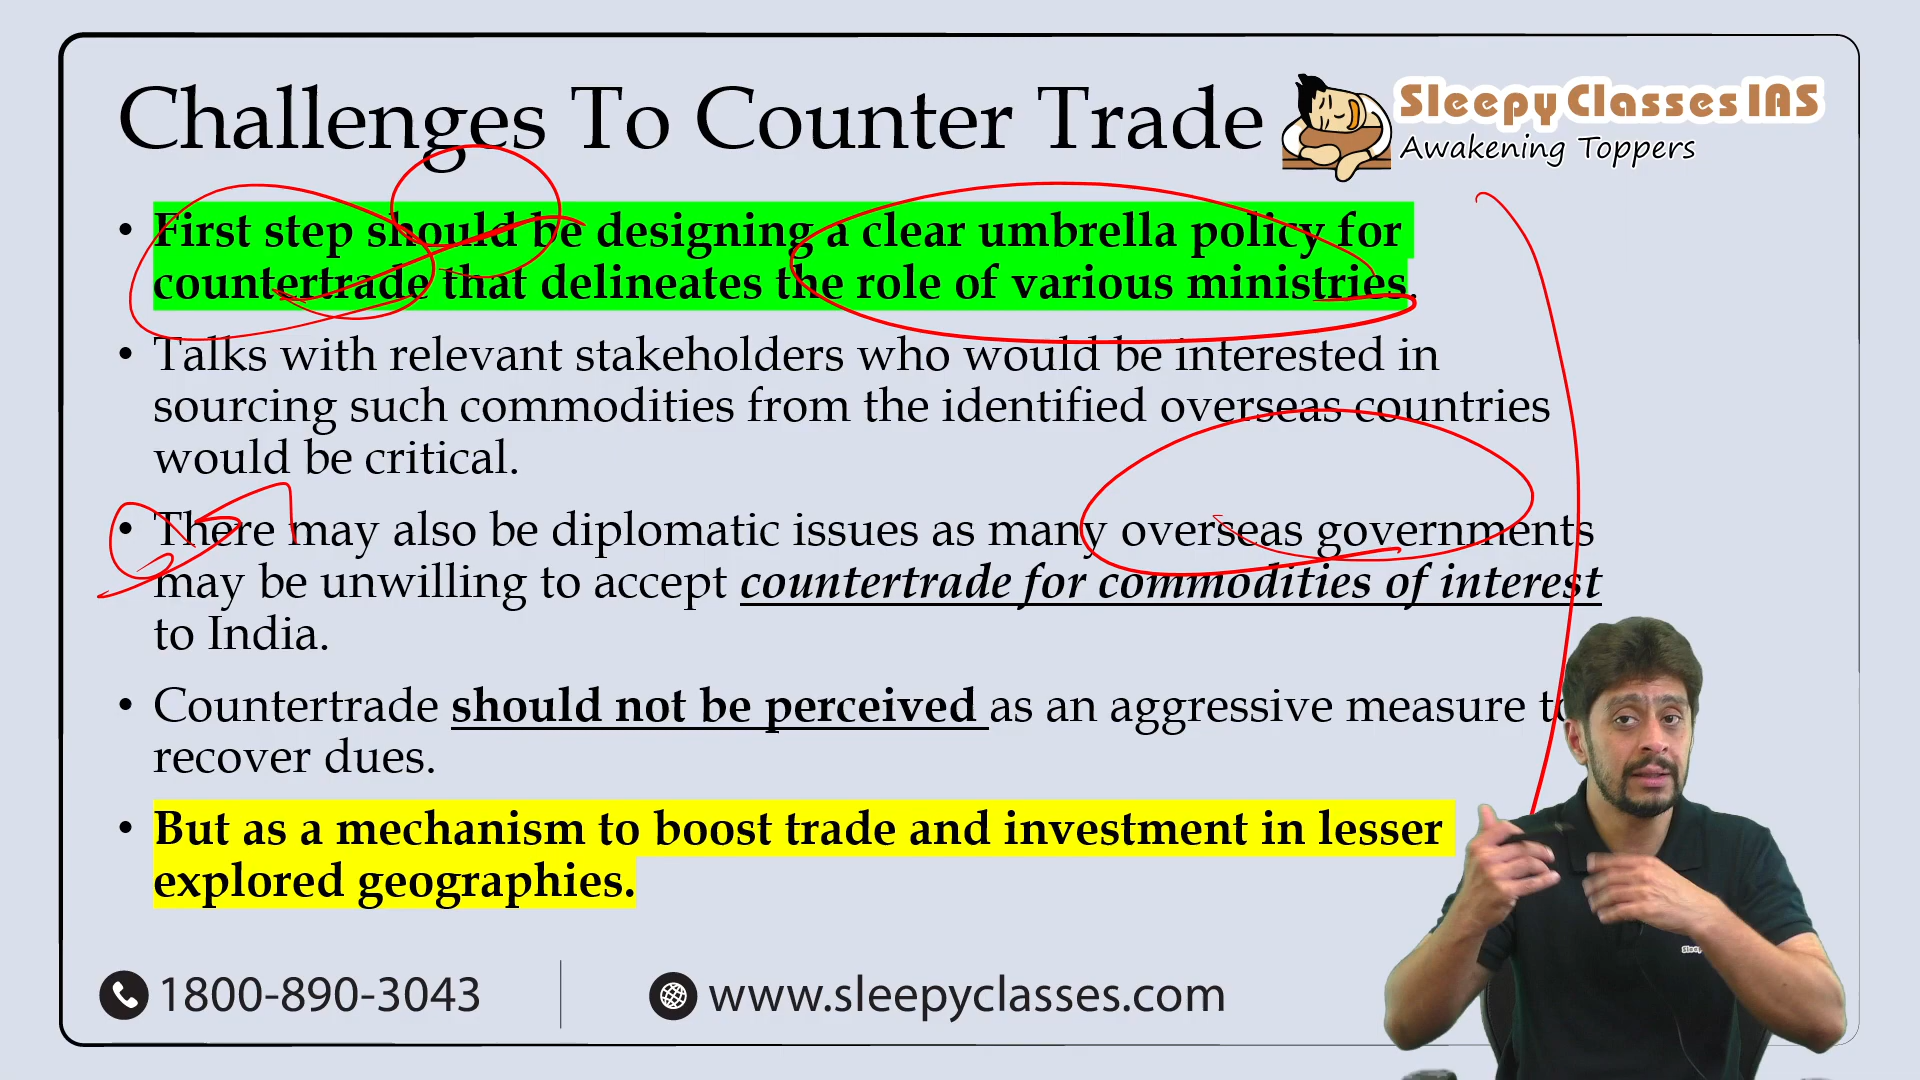 Challenges To Counter Trade
Sleepy Classes IAS
Awakening Toppers
• First step should be designing a clear umbrella policy for
countertrade that delineates the role of various ministries.
• Talks with relevant stakeholders who would be interested in
sourcing such commodities from the identified overseas countries
would be critical.
• There may also be diplomatic issues as many overseas governments
may be unwilling to accept countertrade for commodities of interest
to India.
• Countertrade should not be perceived as an aggressive measure to
recover dues.
• But as a mechanism to boost trade and investment in lesser
explored geographies.
1800-890-3043
www.sleepyclasses.com